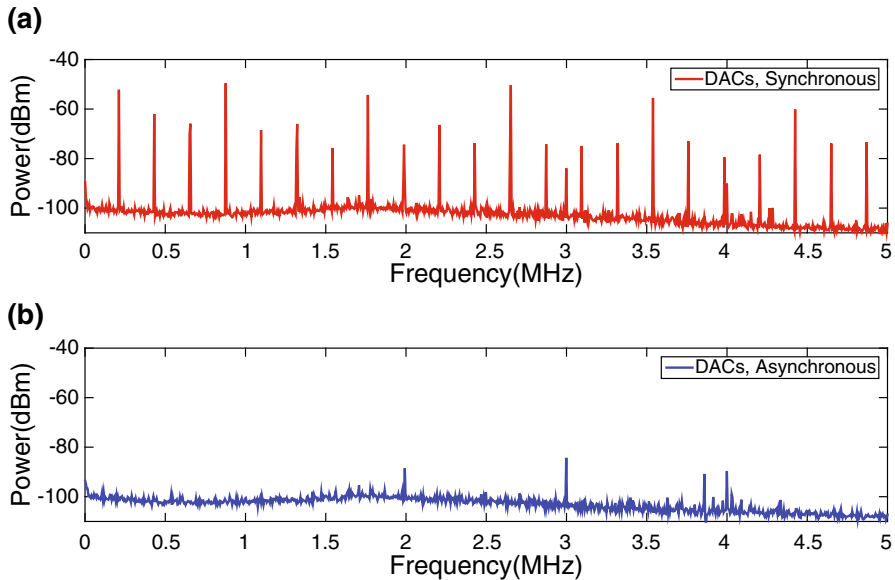 (a)
-40
-60
-80
-100
Power(dBm)
DACs, Synchronous
0 0.5 1 1.5 2 2.5 3 3.5 4 4.5 5
Frequency(MHz)
(b)
-40
-60
-80
-100
Power(dBm)
DACs, Asynchronous
0 0.5 1 1.5 2 2.5 3 3.5 4 4.5 5
Frequency(MHz)